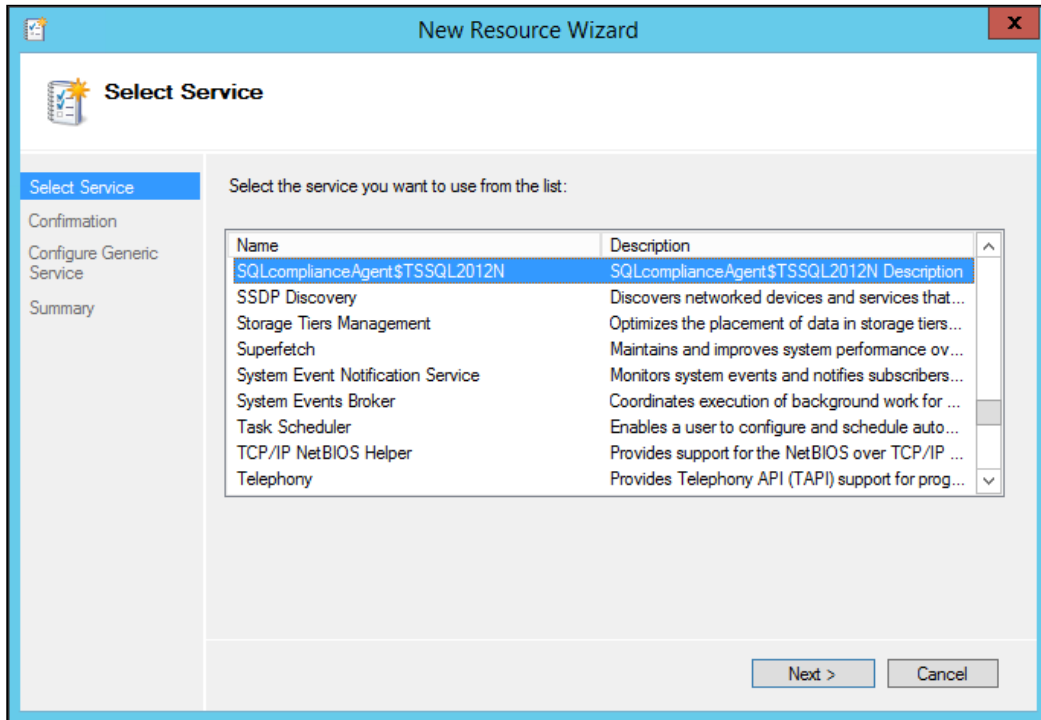 New Resource Wizard
x
Select Service
Select Service
Confirmation
Configure Generic
Service
Summary
Select the service you want to use from the list:
Name Description
SQLcomplianceAgent$TSSQL2012N SQLcomplianceAgent$TSSQL2012N Description
SSDP Discovery Discovers networked devices and services that...
Storage Tiers Management Optimizes the placement of data in storage tiers...
Superfetch Maintains and improves system performance ov...
System Event Notification Service Monitors system events and notifies subscribers...
System Events Broker Coordinates execution of background work for ...
Task Scheduler Enables a user to configure and schedule auto...
TCP/IP NetBIOS Helper Provides support for the NetBIOS over TCP/IP ...
Telephony Provides Telephony API (TAPI) support for prog...
Next > Cancel